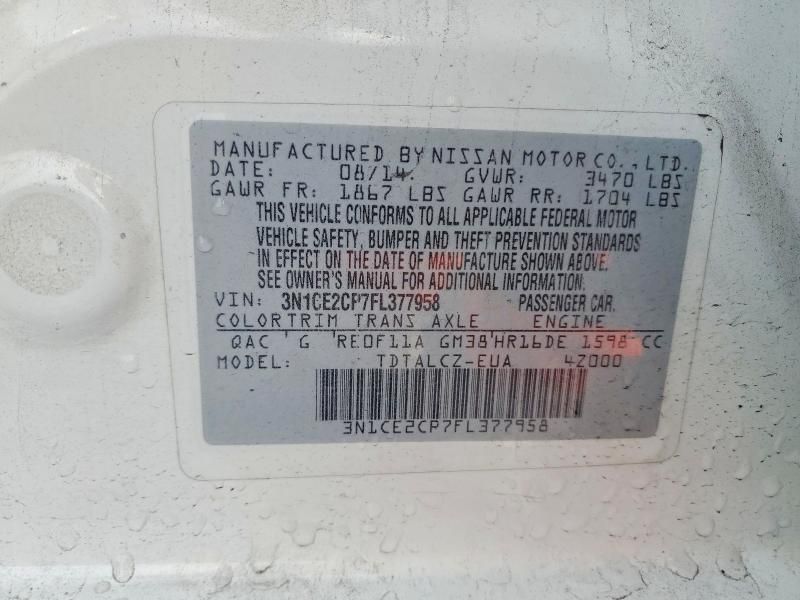 MANUFACTURED BY NISSAN MOTOR CO., LTD.
DATE: 08/14. GVWR: 3470 LBS
GAWR FR: 1867 LBS GAWR RR: 1704 LBS
THIS VEHICLE CONFORMS TO ALL APPLICABLE FEDERAL MOTOR
VEHICLE SAFETY, BUMPER AND THEFT PREVENTION STANDARDS
IN EFFECT ON THE DATE OF MANUFACTURE SHOWN ABOVE.
SEE OWNER'S MANUAL FOR ADDITIONAL INFORMATION.
VIN: 3N1CE2CP7FL377958 PASSENGER CAR.
COLORTRIM TRANS AXLE ENGINE
QAC G RE0F11A GM38 HR16DE 1598 CC
MODEL: TDTALCZ-EUA 4Z000
3N1CE2CP7FL377958